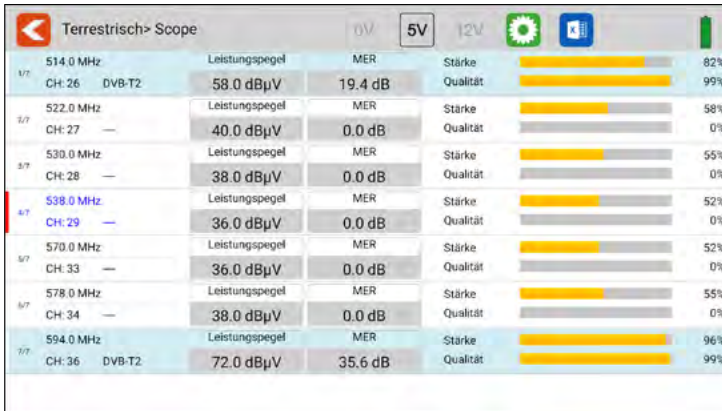 Terrestrisch> Scope 0V 5V 12V
514.0 MHz Leistungspegel MER Stärke 82%
1/7 CH: 26 DVB-T2 58.0 dBµV 19.4 dB Qualität 99%
522.0 MHz Leistungspegel MER Stärke 58%
2/7 CH: 27 — 40.0 dBµV 0.0 dB Qualität 0%
530.0 MHz Leistungspegel MER Stärke 55%
3/7 CH: 28 — 38.0 dBµV 0.0 dB Qualität 0%
538.0 MHz Leistungspegel MER Stärke 52%
4/7 CH: 29 — 36.0 dBµV 0.0 dB Qualität 0%
570.0 MHz Leistungspegel MER Stärke 52%
5/7 CH: 33 — 36.0 dBµV 0.0 dB Qualität 0%
578.0 MHz Leistungspegel MER Stärke 55%
6/7 CH: 34 — 38.0 dBµV 0.0 dB Qualität 0%
594.0 MHz Leistungspegel MER Stärke 96%
7/7 CH: 36 DVB-T2 72.0 dBµV 35.6 dB Qualität 99%